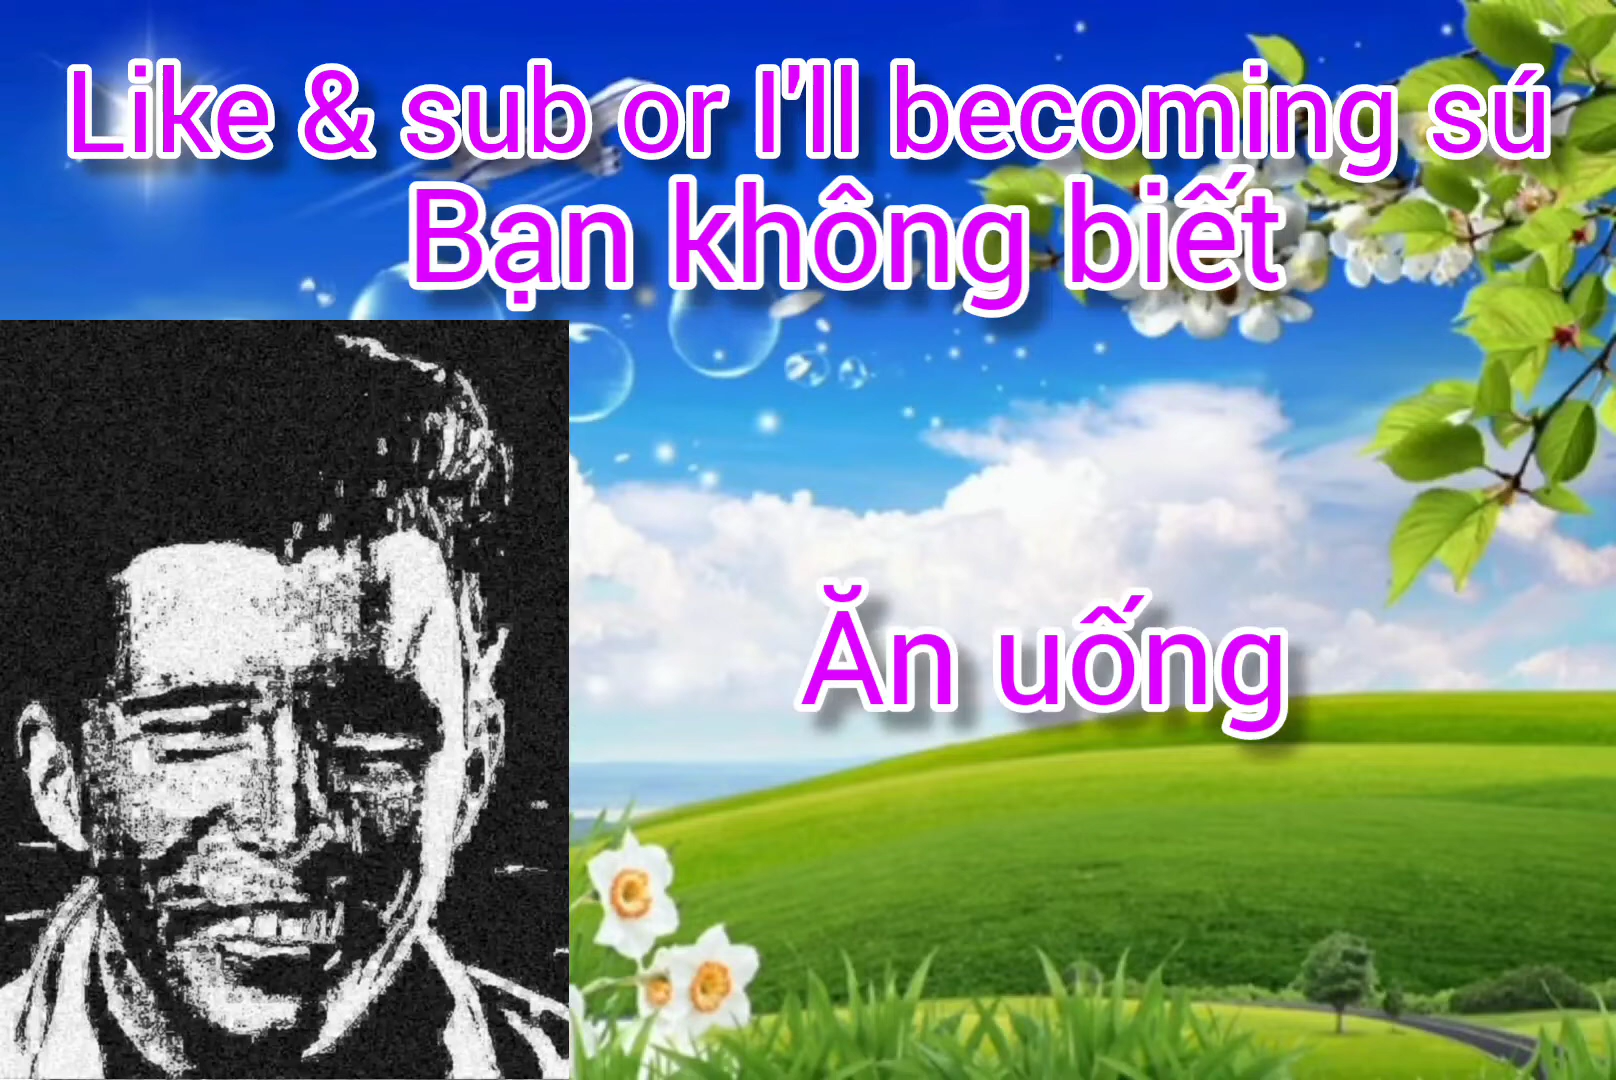 Like & sub or I'll becoming sú
Bạn không biết
Ăn uống